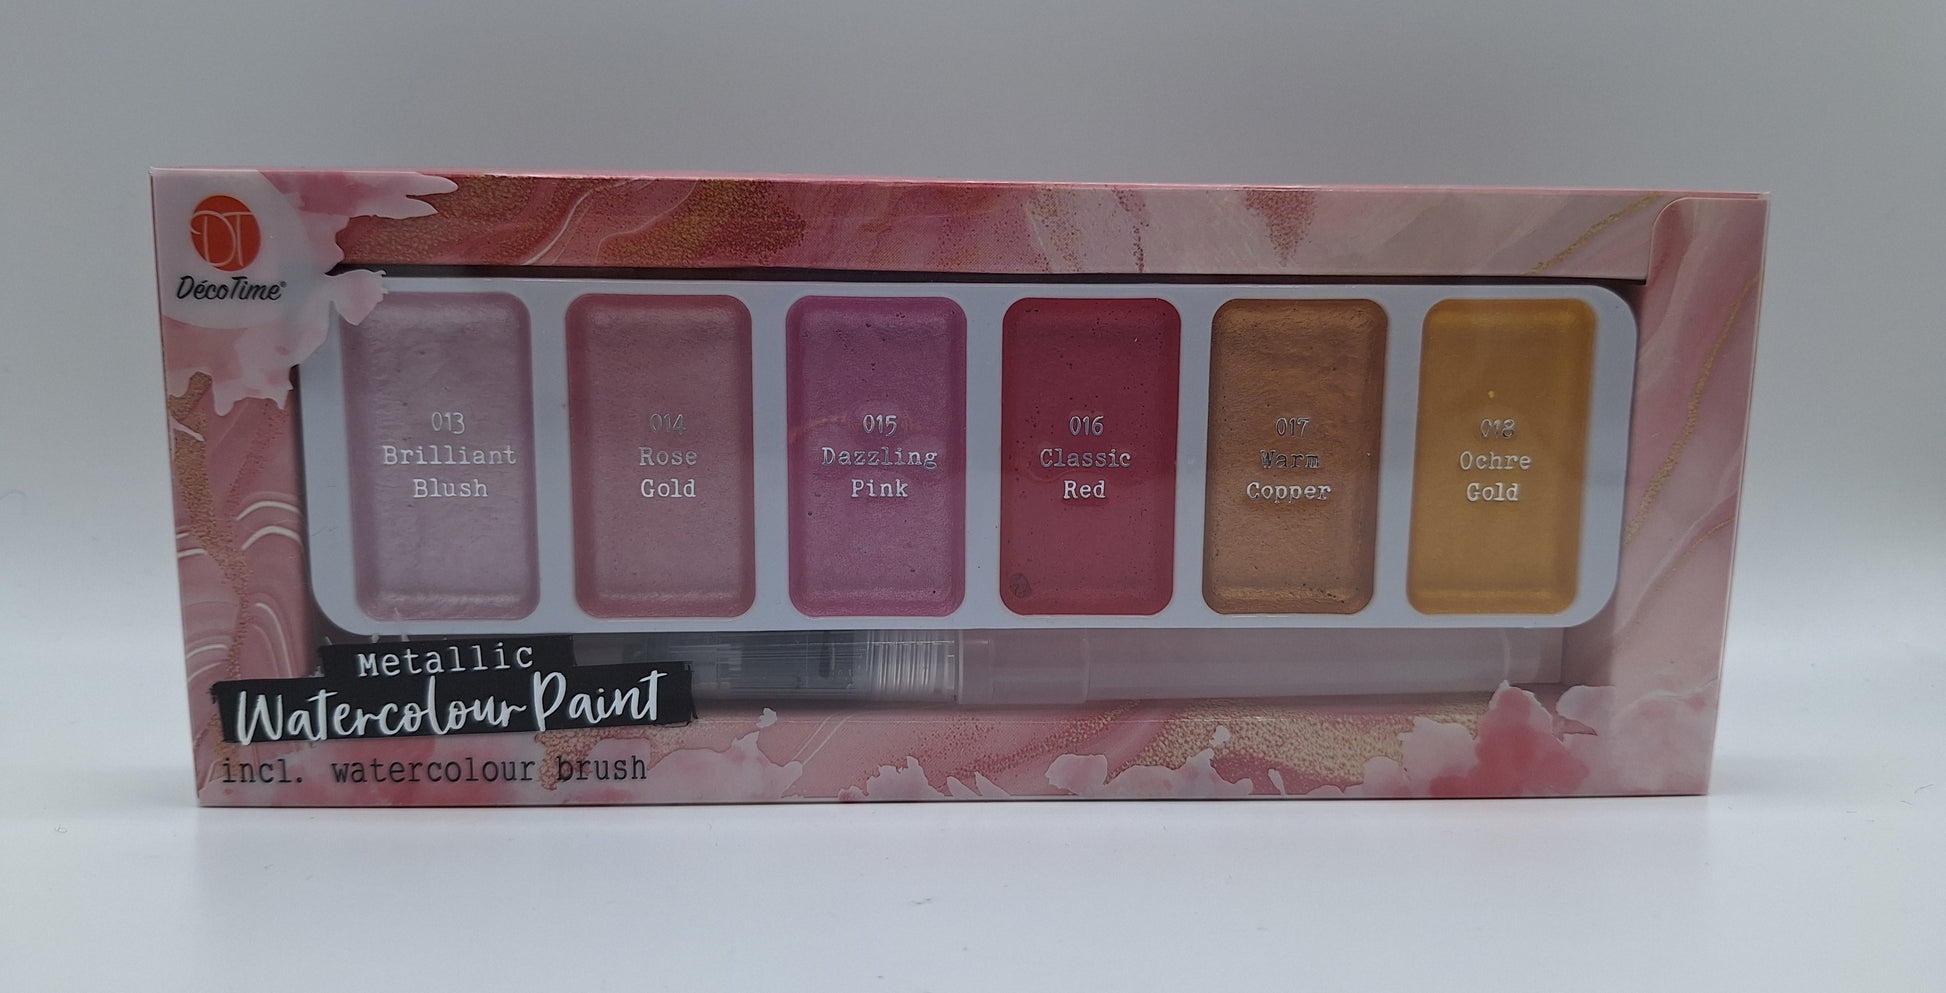 DT
DécoTime®
013
Brilliant
Blush
014
Rose
Gold
015
Dazzling
Pink
016
Classic
Red
017
Warm
Copper
018
Ochre
Gold
Metallic
Watercolour Paint
incl. watercolour brush